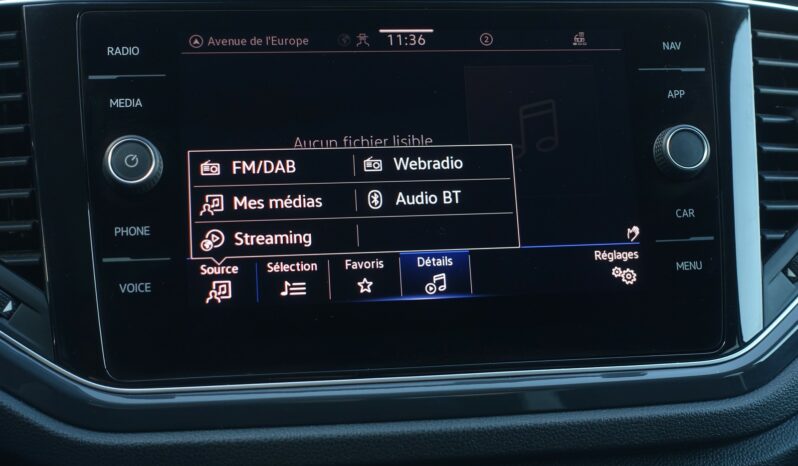 RADIO
MEDIA
PHONE
VOICE
Avenue de l'Europe
11:36
2
Aucun fichier lisible
FM/DAB
Webradio
Mes médias
Audio BT
Streaming
Source
Sélection
Favoris
Détails
Réglages
NAV
APP
CAR
MENU